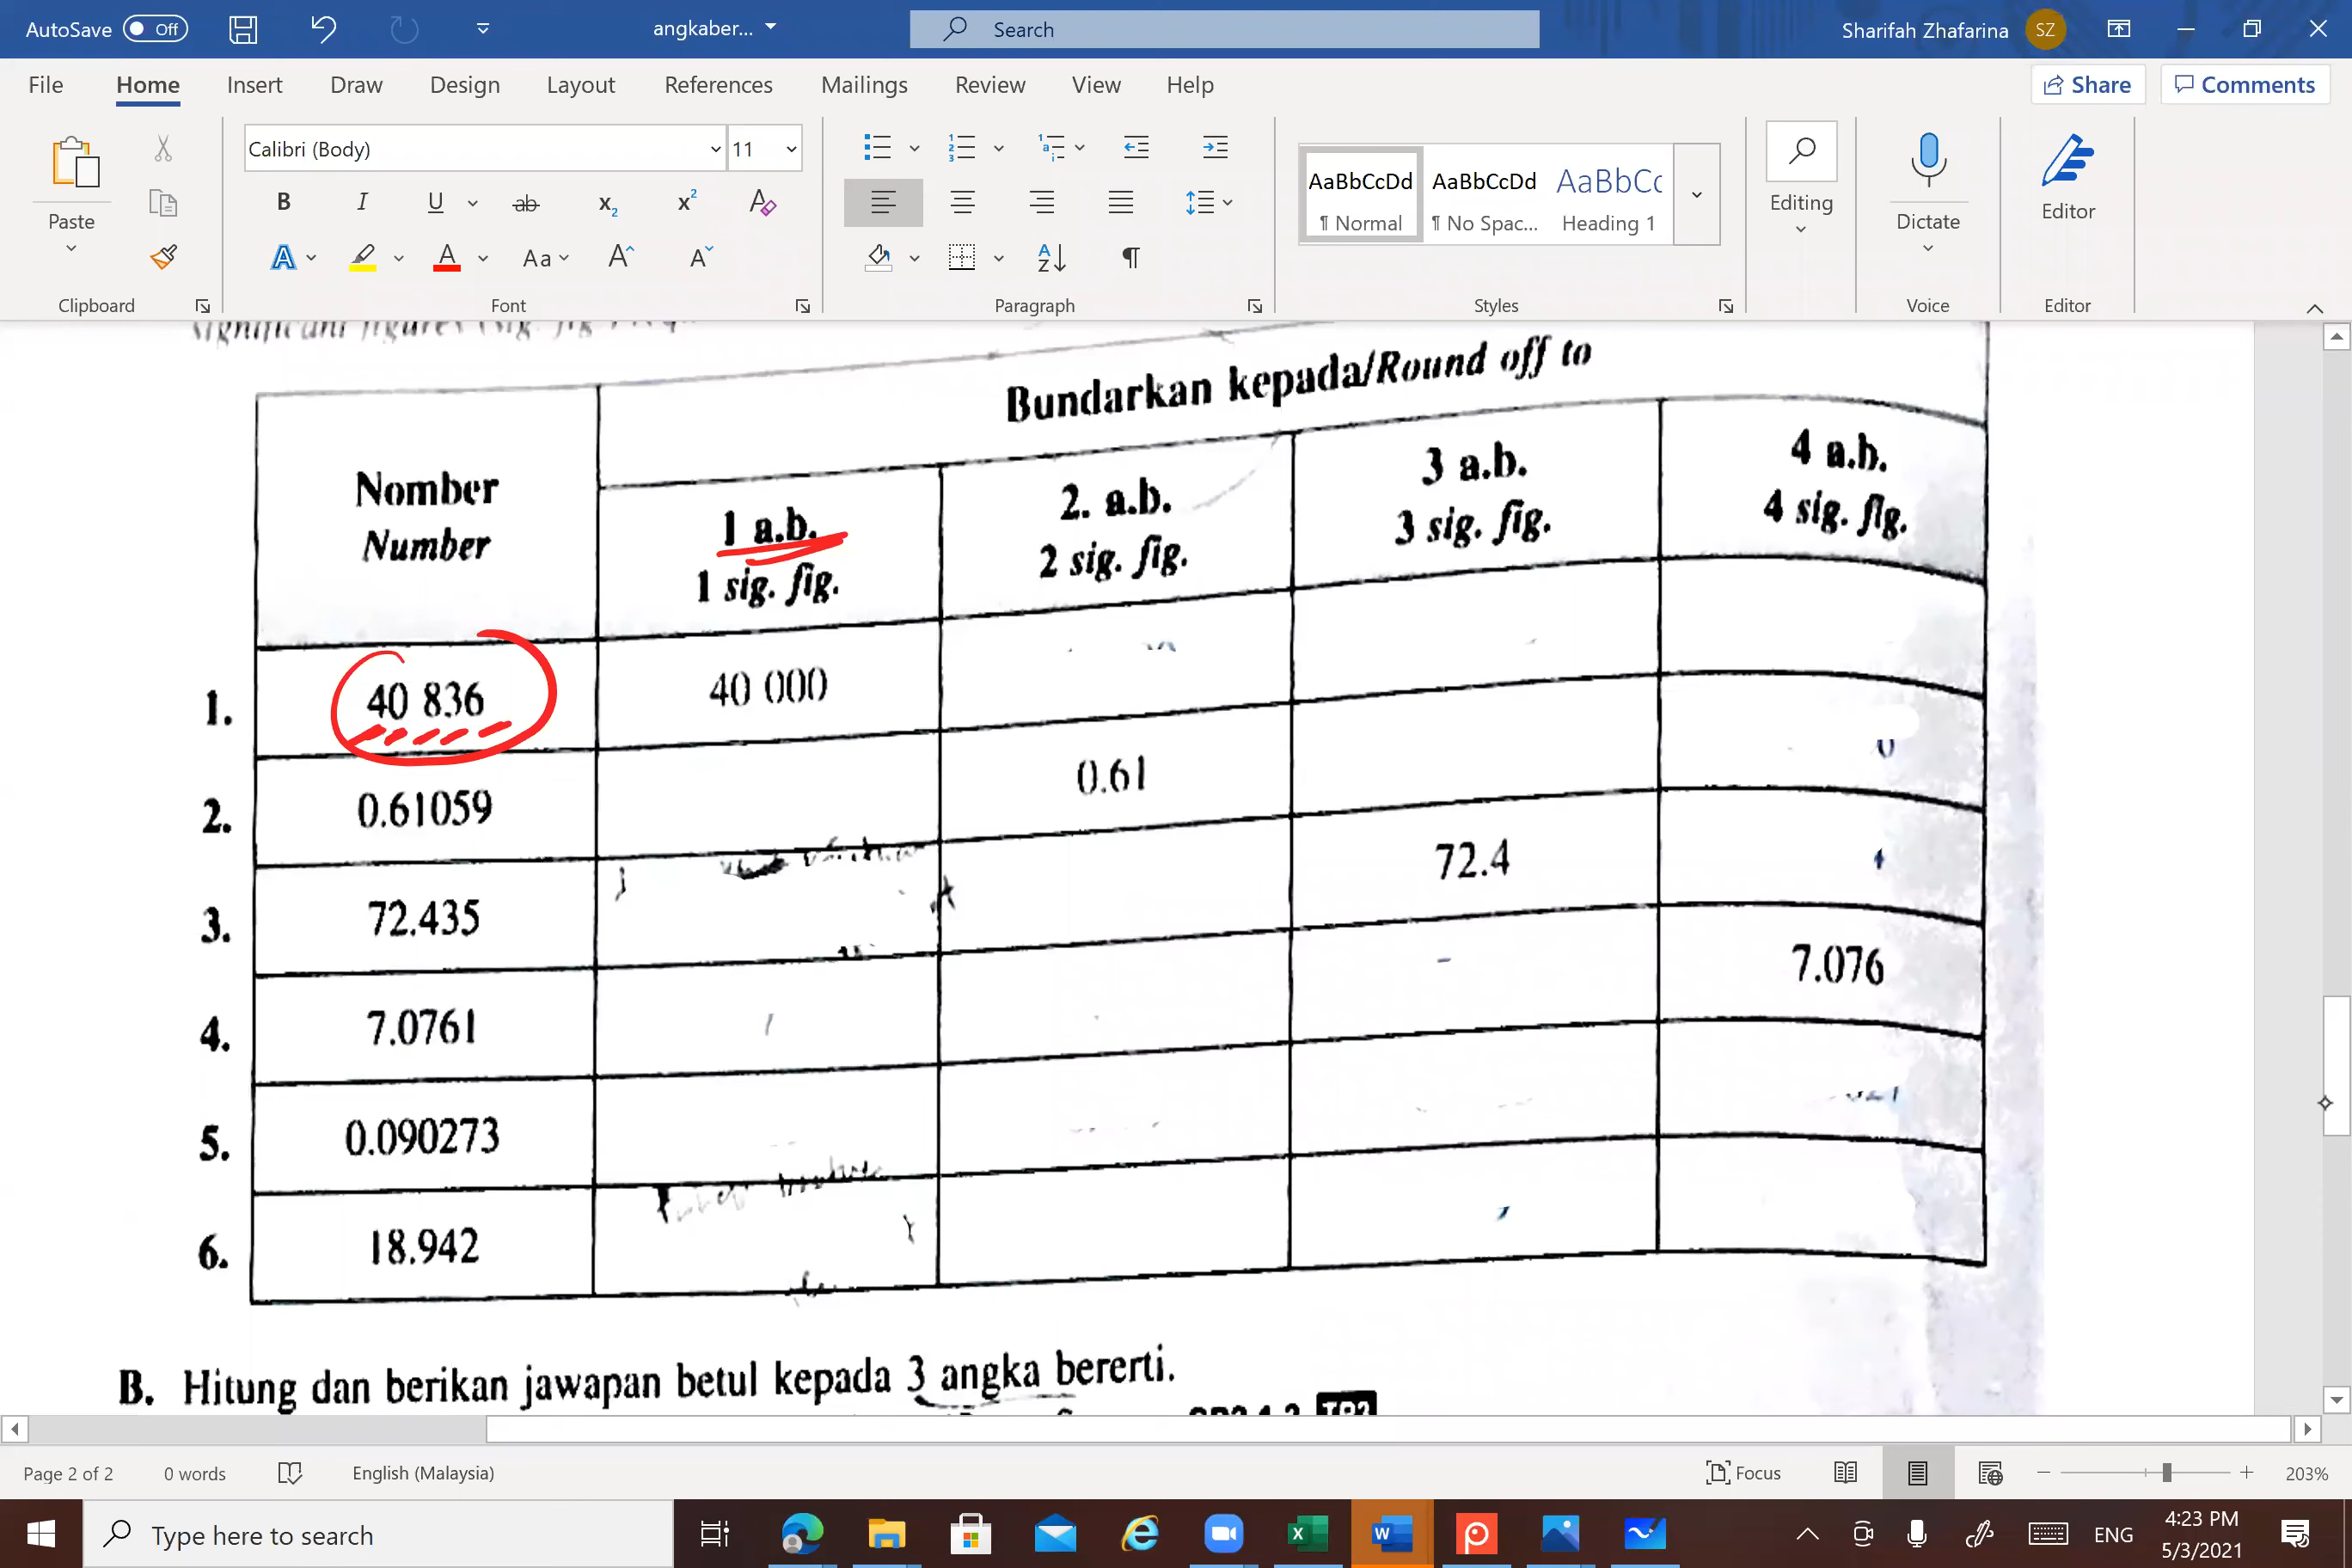 AutoSave Off angkaber... Search Sharifah Zhafarina SZ
File Home Insert Draw Design Layout References Mailings Review View Help Share Comments
Paste Calibri (Body) 11 AaBbCcDd AaBbCcDd AaBbCc Editing Dictate Editor
¶ Normal ¶ No Spac... Heading 1
Clipboard Font Paragraph Styles Voice Editor
significant figures (sig. fig
Bundarkan kepada/Round off to
Nombor
Number
1 a.b.
1 sig. fig.
2. a.b.
2 sig. fig.
3 a.b.
3 sig. fig.
4 a.b.
4 sig. fig.
1. 40 836 40 000
2. 0.61059 0.61
3. 72.435 72.4
4. 7.0761 7.076
5. 0.090273
6. 18.942
B. Hitung dan berikan jawapan betul kepada 3 angka bererti.
Page 2 of 2 0 words English (Malaysia) Focus 203%
Type here to search ENG 4:23 PM
5/3/2021